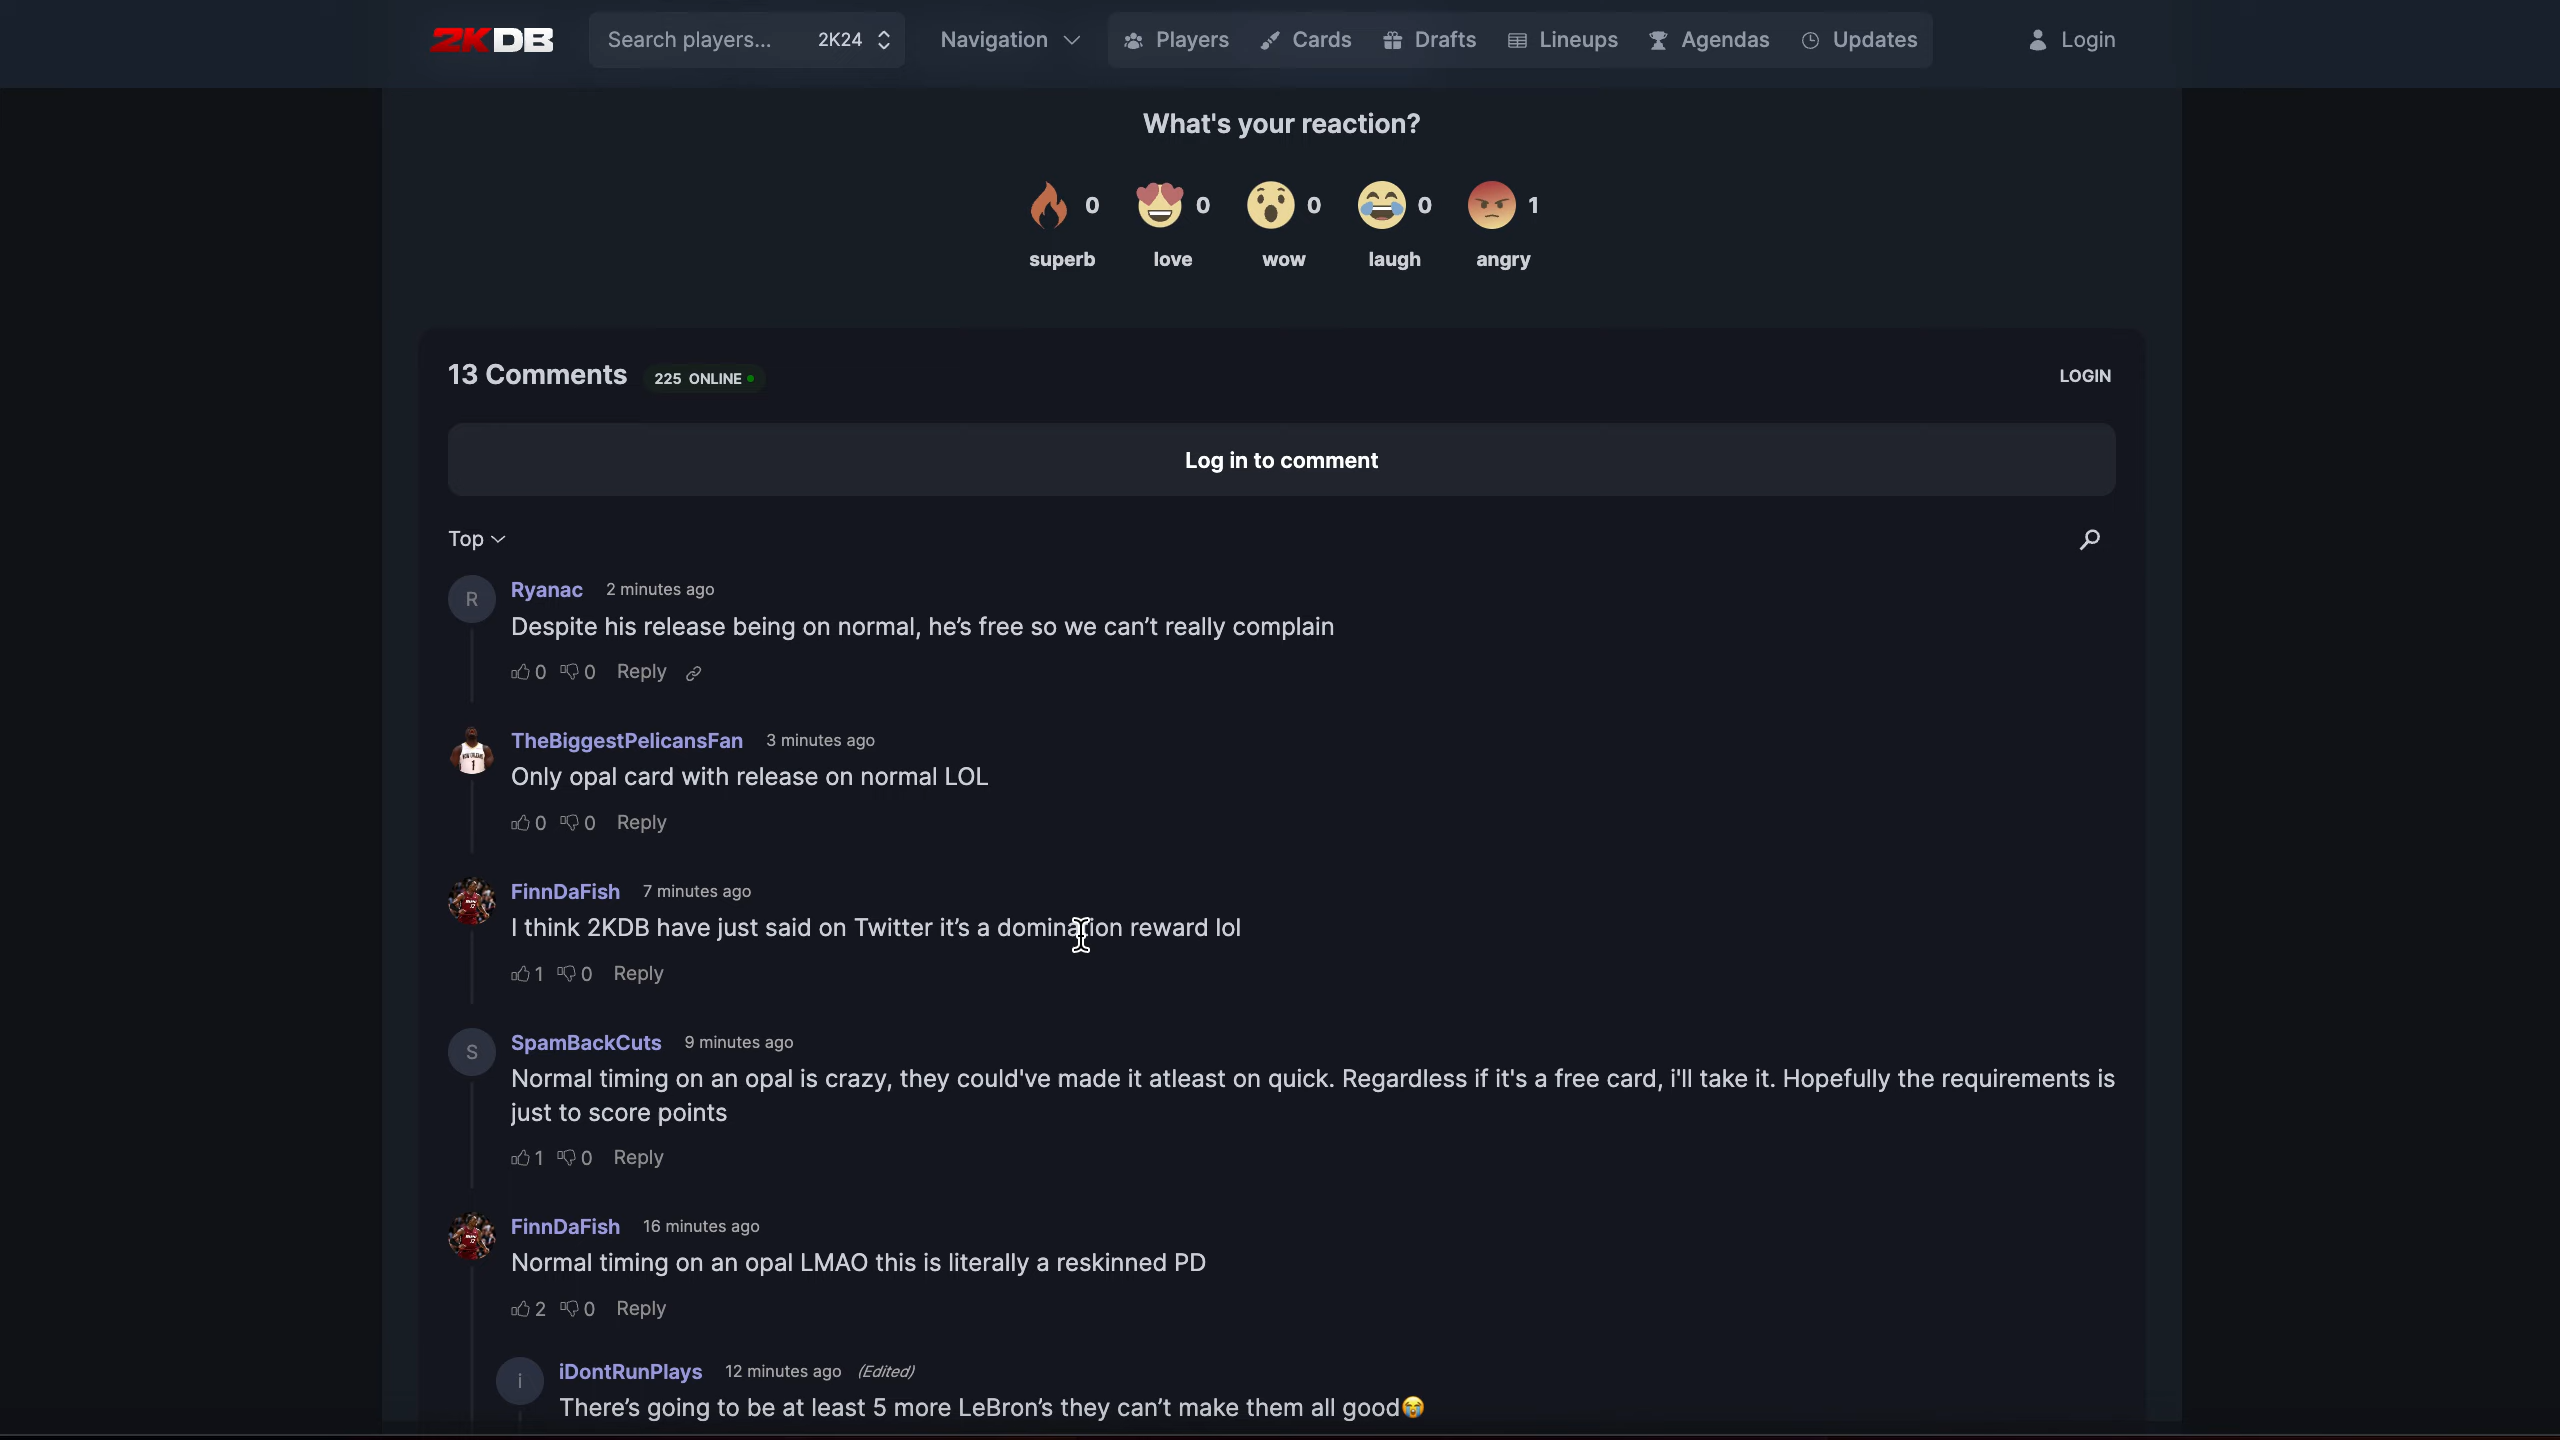 2KDB
Search players...
2K24
Navigation
Players
Cards
Drafts
Lineups
Agendas
Updates
Login
What's your reaction?
0
0
0
0
1
superb
love
wow
laugh
angry
13 Comments
225 ONLINE
LOGIN
Log in to comment
Top
R
Ryanac 2 minutes ago
Despite his release being on normal, he’s free so we can’t really complain
0 0 Reply
TheBiggestPelicansFan 3 minutes ago
Only opal card with release on normal LOL
0 0 Reply
FinnDaFish 7 minutes ago
I think 2KDB have just said on Twitter it’s a domination reward lol
1 0 Reply
S
SpamBackCuts 9 minutes ago
Normal timing on an opal is crazy, they could've made it atleast on quick. Regardless if it's a free card, i'll take it. Hopefully the requirements is
just to score points
1 0 Reply
FinnDaFish 16 minutes ago
Normal timing on an opal LMAO this is literally a reskinned PD
2 0 Reply
i
iDontRunPlays 12 minutes ago (Edited)
There’s going to be at least 5 more LeBron’s they can’t make them all good😭